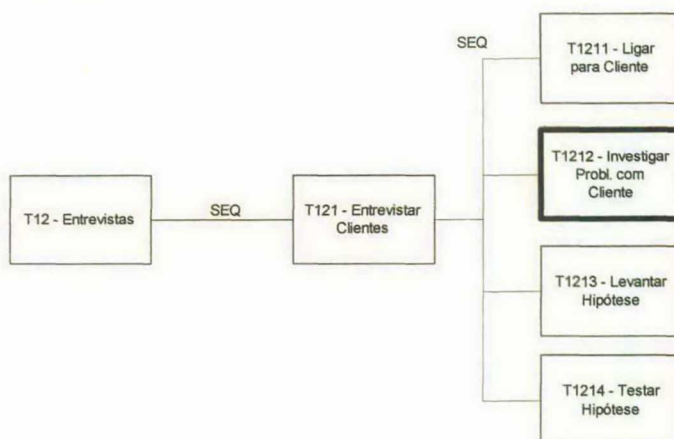 SEQ
T1211 - Ligar
para Cliente
T1212 - Investigar
Probl. com
Cliente
T12 - Entrevistas
SEQ
T121 - Entrevistar
Clientes
T1213 - Levantar
Hipótese
T1214 - Testar
Hipótese